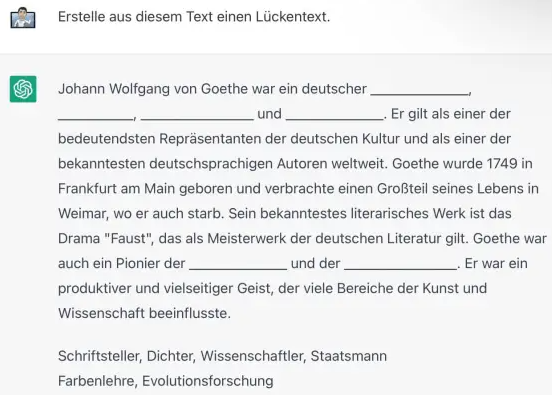 Erstelle aus diesem Text einen Lückentext.
Johann Wolfgang von Goethe war ein deutscher ______________,
___________, ________________ und ______________. Er gilt als einer der
bedeutendsten Repräsentanten der deutschen Kultur und als einer der
bekanntesten deutschsprachigen Autoren weltweit. Goethe wurde 1749 in
Frankfurt am Main geboren und verbrachte einen Großteil seines Lebens in
Weimar, wo er auch starb. Sein bekanntestes literarisches Werk ist das
Drama "Faust", das als Meisterwerk der deutschen Literatur gilt. Goethe war
auch ein Pionier der ______________ und der ________________. Er war ein
produktiver und vielseitiger Geist, der viele Bereiche der Kunst und
Wissenschaft beeinflusste.
Schriftsteller, Dichter, Wissenschaftler, Staatsmann
Farbenlehre, Evolutionsforschung